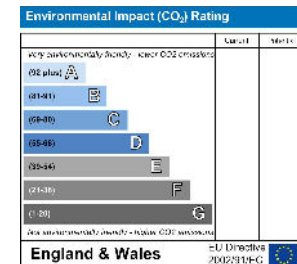 Environmental Impact (CO₂) Rating
Current Potential
Very environmentally friendly - lower CO2 emissions
(92 plus) A
(81-91) B
(69-80) C
(55-68) D
(39-54) E
(21-38) F
(1-20) G
Not environmentally friendly - higher CO2 emissions
England & Wales
EU Directive
2002/91/EC